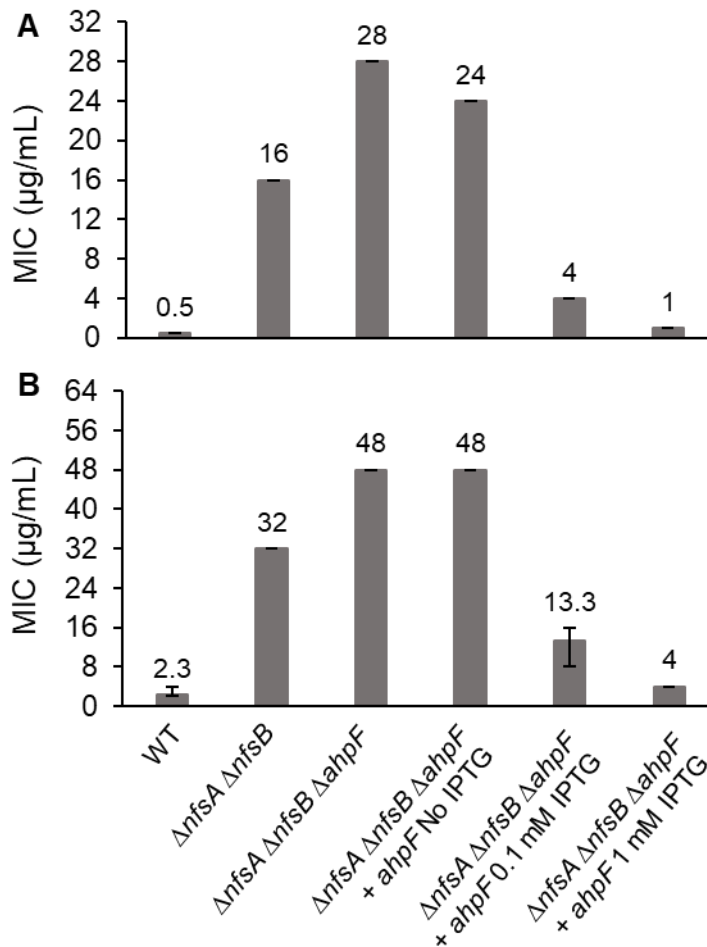 A
MIC (µg/mL)
32
28
24
20
16
12
8
4
0
0.5
16
28
24
4
1
B
MIC (µg/mL)
64
56
48
40
32
24
16
8
0
2.3
32
48
48
13.3
4
WT
ΔnfsA ΔnfsB
ΔnfsA ΔnfsB ΔahpF
ΔnfsA ΔnfsB ΔahpF
+ ahpF No IPTG
ΔnfsA ΔnfsB ΔahpF
+ ahpF 0.1 mM IPTG
ΔnfsA ΔnfsB ΔahpF
+ ahpF 1 mM IPTG